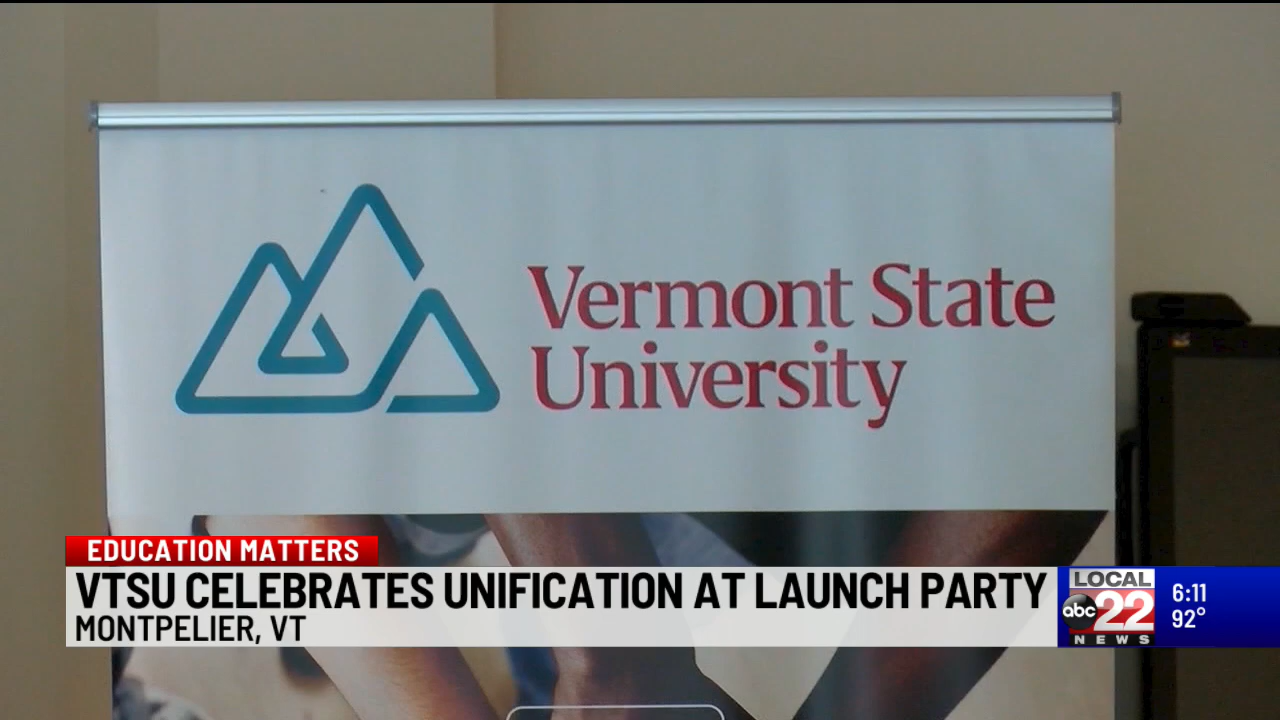 Vermont State
University
EDUCATION MATTERS
VTSU CELEBRATES UNIFICATION AT LAUNCH PARTY
MONTPELIER, VT
LOCAL
abc 22
NEWS
6:11
92°